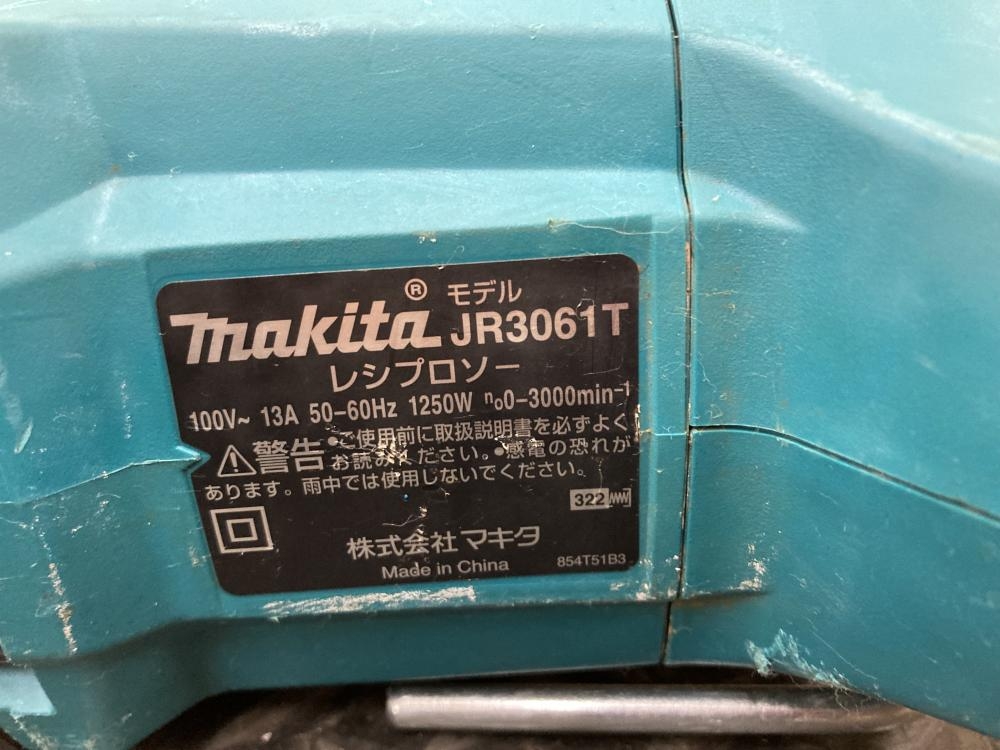 makita® モデル JR3061T
レシプロソー
100V~ 13A 50-60Hz 1250W n₀0-3000min⁻¹
⚠警告 •ご使用前に取扱説明書を必ずよく
お読みください。•感電の恐れが
あります。雨中では使用しないでください。
322
株式会社 マキタ
Made in China 854T51B3